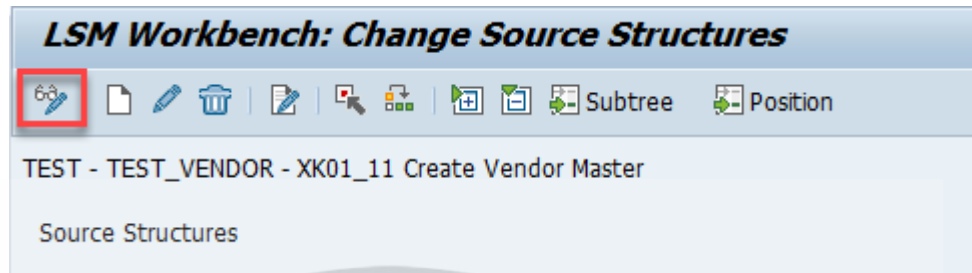 LSM Workbench: Change Source Structures
Subtree Position
TEST - TEST_VENDOR - XK01_11 Create Vendor Master
Source Structures